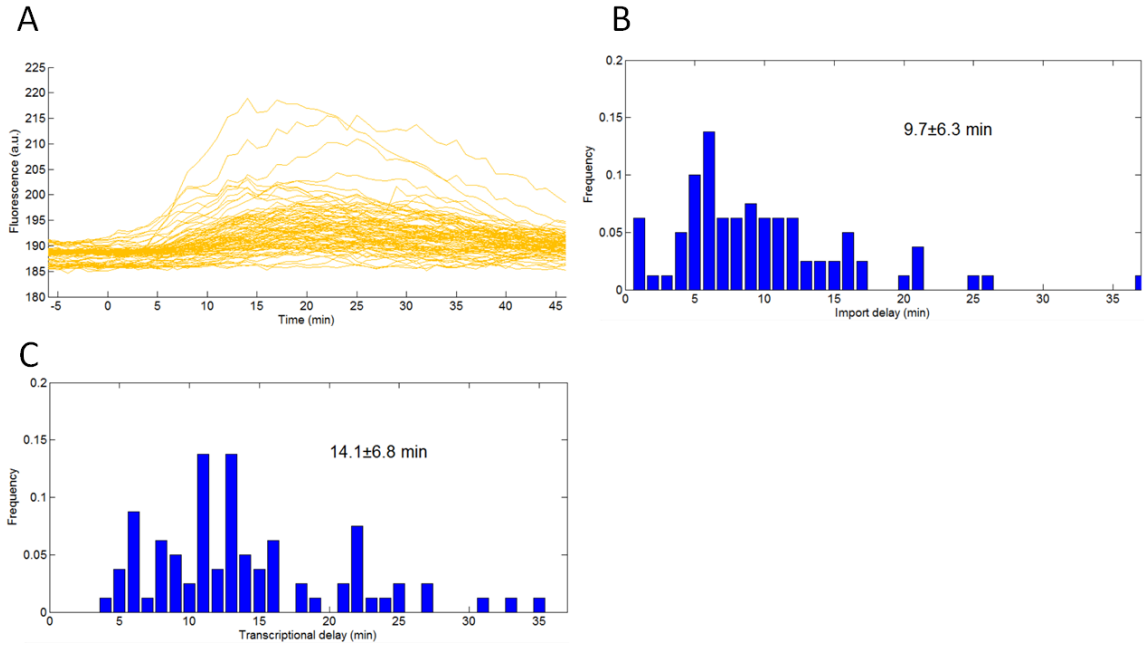 A
225
220
215
210
205
200
195
190
185
180
Fluorescence (a.u.)
-5 0 5 10 15 20 25 30 35 40 45
Time (min)
B
0.2
0.15
0.1
0.05
0
Frequency
9.7±6.3 min
0 5 10 15 20 25 30 35
Import delay (min)
C
0.2
0.15
0.1
0.05
0
Frequency
14.1±6.8 min
0 5 10 15 20 25 30 35
Transcriptional delay (min)